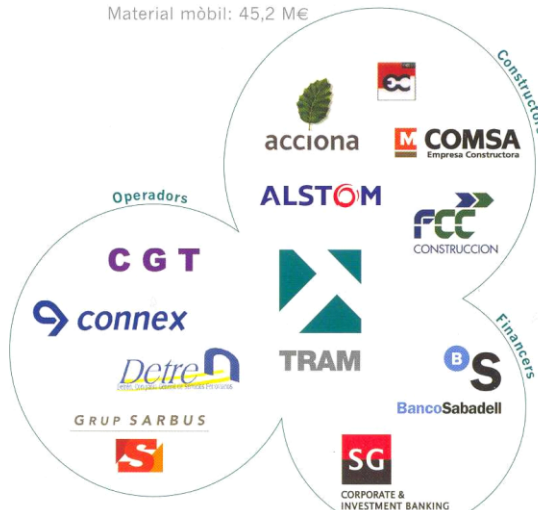 Material mòbil: 45,2 M€
Constructors
acciona
M COMSA
Empresa Constructora
ALSTOM
FCC
CONSTRUCCION
Operadors
CGT
connex
Detren
GRUP SARBUS
S
TRAM
Financers
B S
BancoSabadell
SG
CORPORATE &
INVESTMENT BANKING